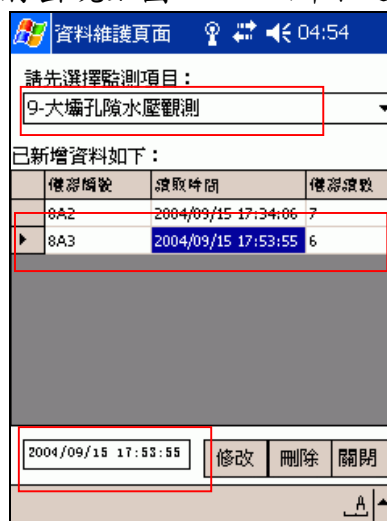 資料維護頁面 04:54
請先選擇監測項目：
9-大壩孔隙水壓觀測
已新增資料如下：
儀器編號 讀取時間 儀器讀數
8A2 2004/09/15 17:34:06 7
8A3 2004/09/15 17:53:55 6
2004/09/15 17:53:55 修改 刪除 關閉
A